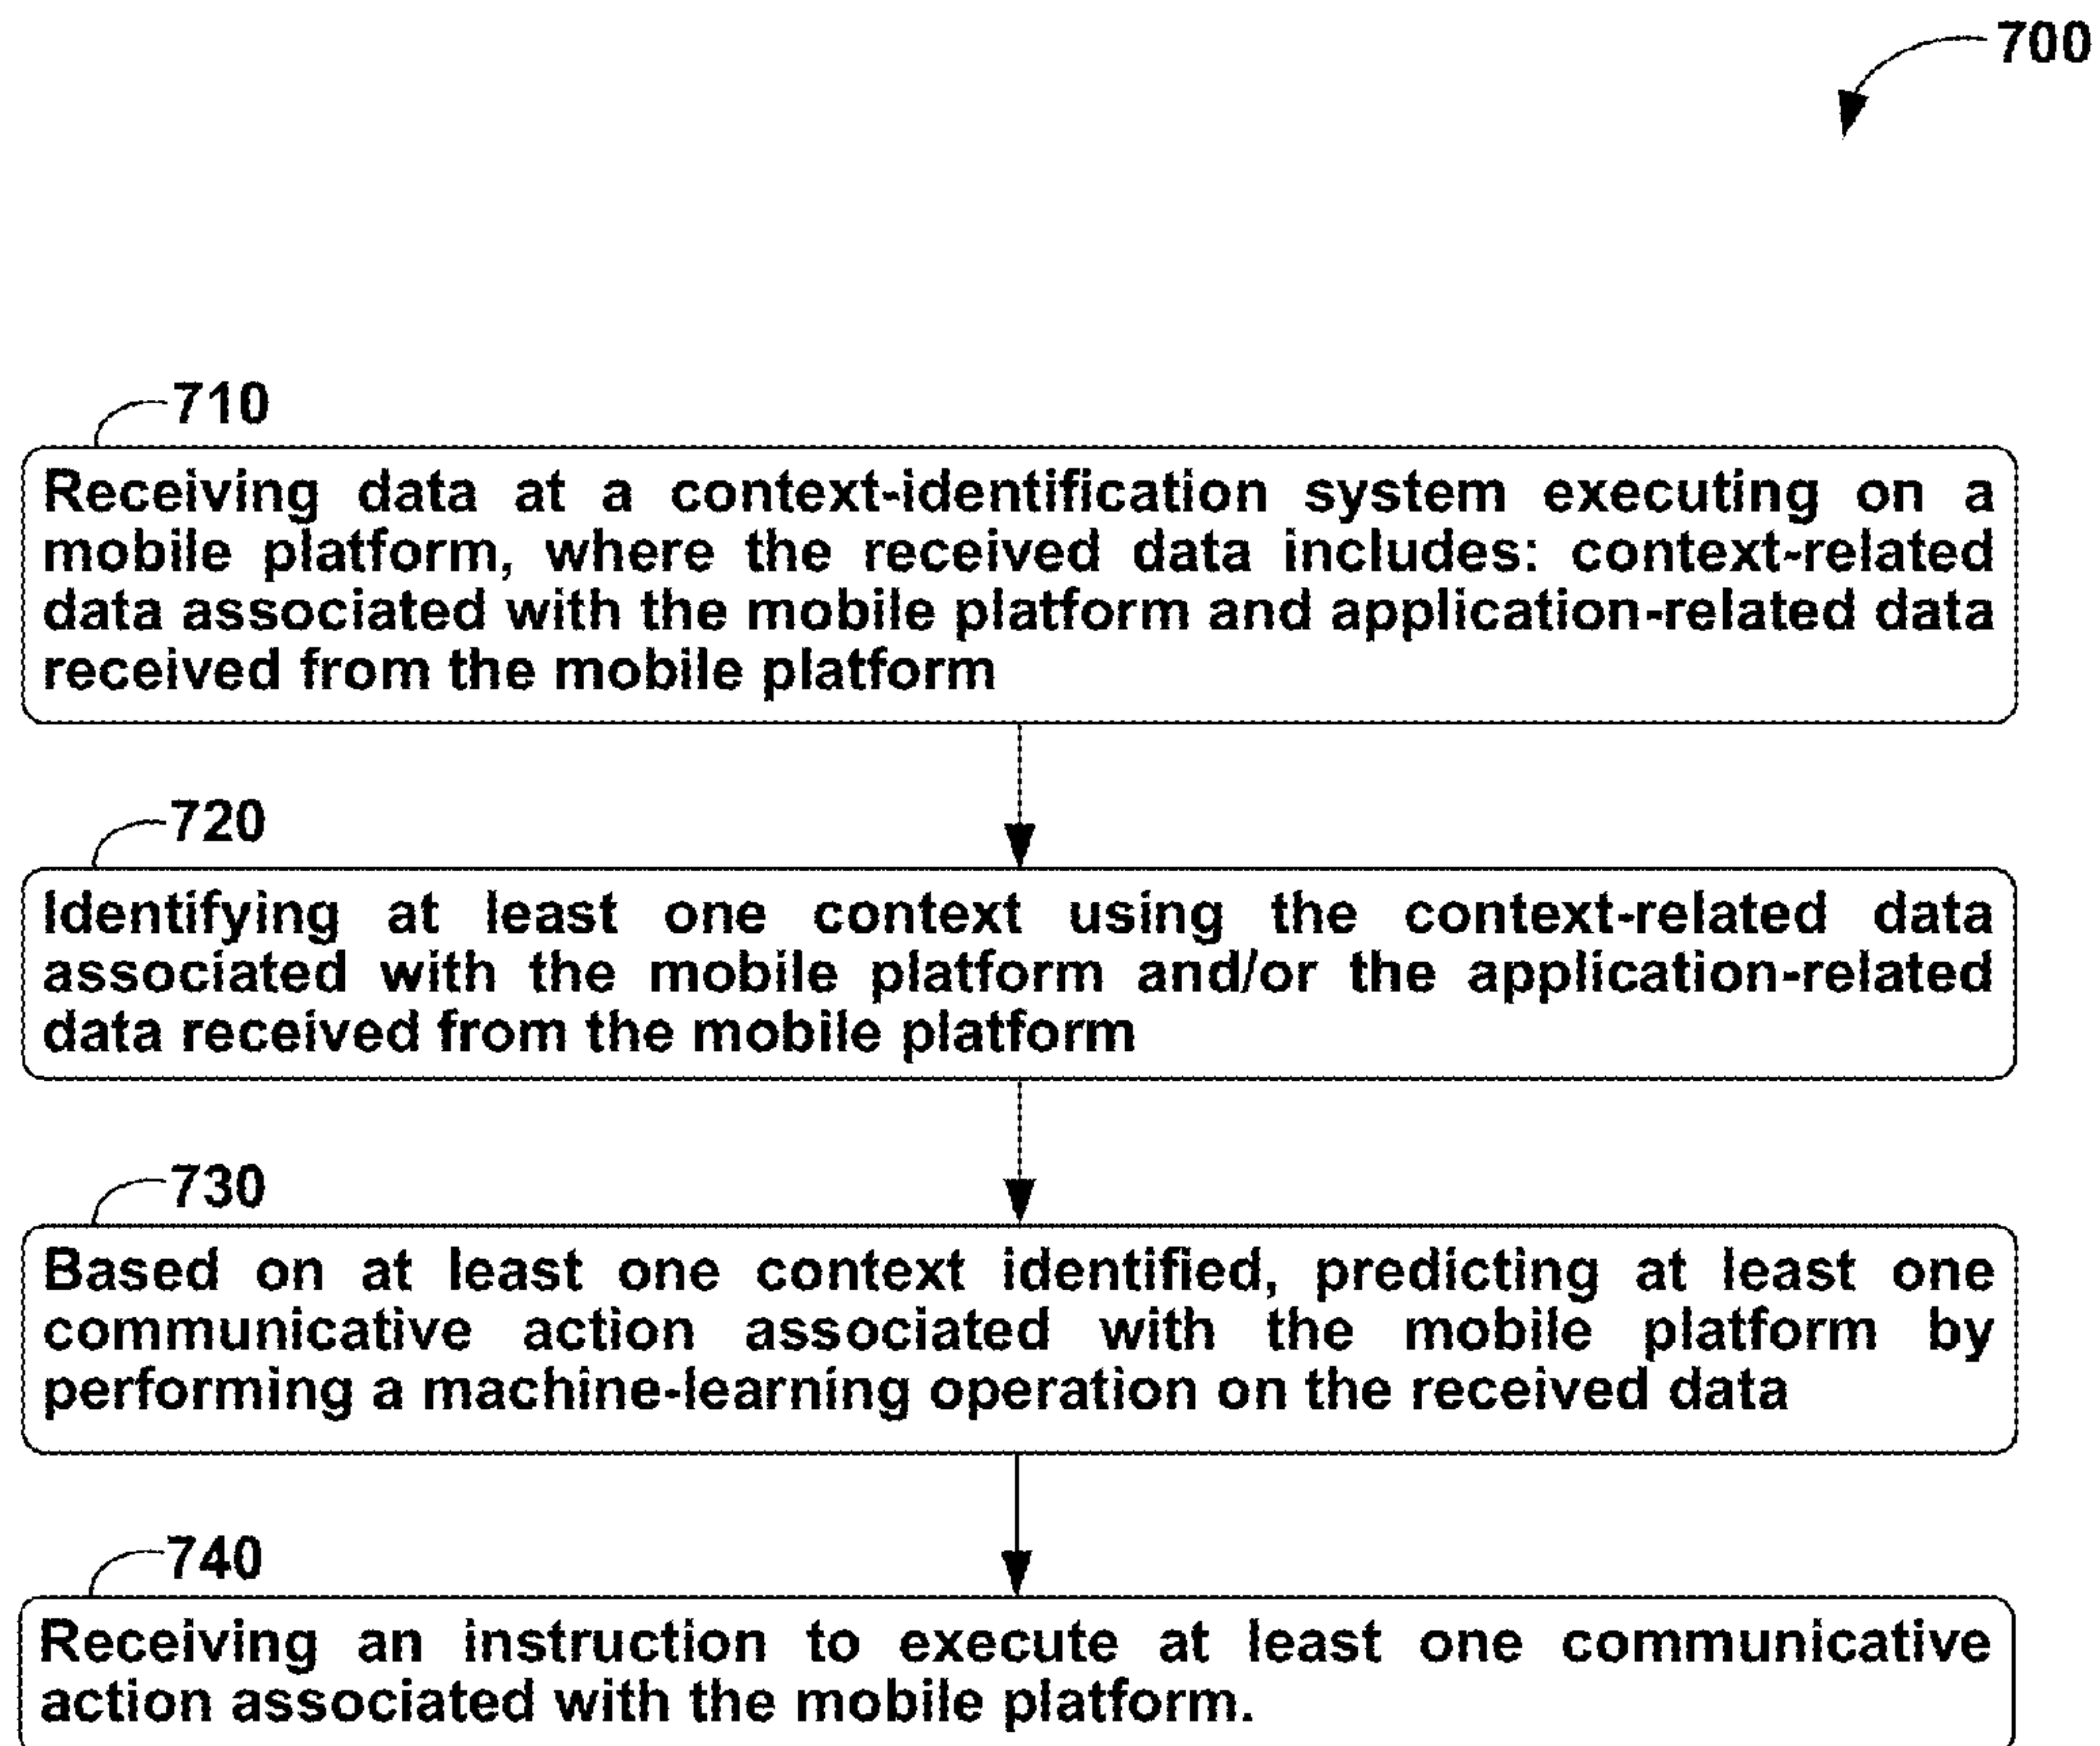 700
710
Receiving data at a context-identification system executing on a
mobile platform, where the received data includes: context-related
data associated with the mobile platform and application-related data
received from the mobile platform
720
Identifying at least one context using the context-related data
associated with the mobile platform and/or the application-related
data received from the mobile platform
730
Based on at least one context identified, predicting at least one
communicative action associated with the mobile platform by
performing a machine-learning operation on the received data
740
Receiving an instruction to execute at least one communicative
action associated with the mobile platform.